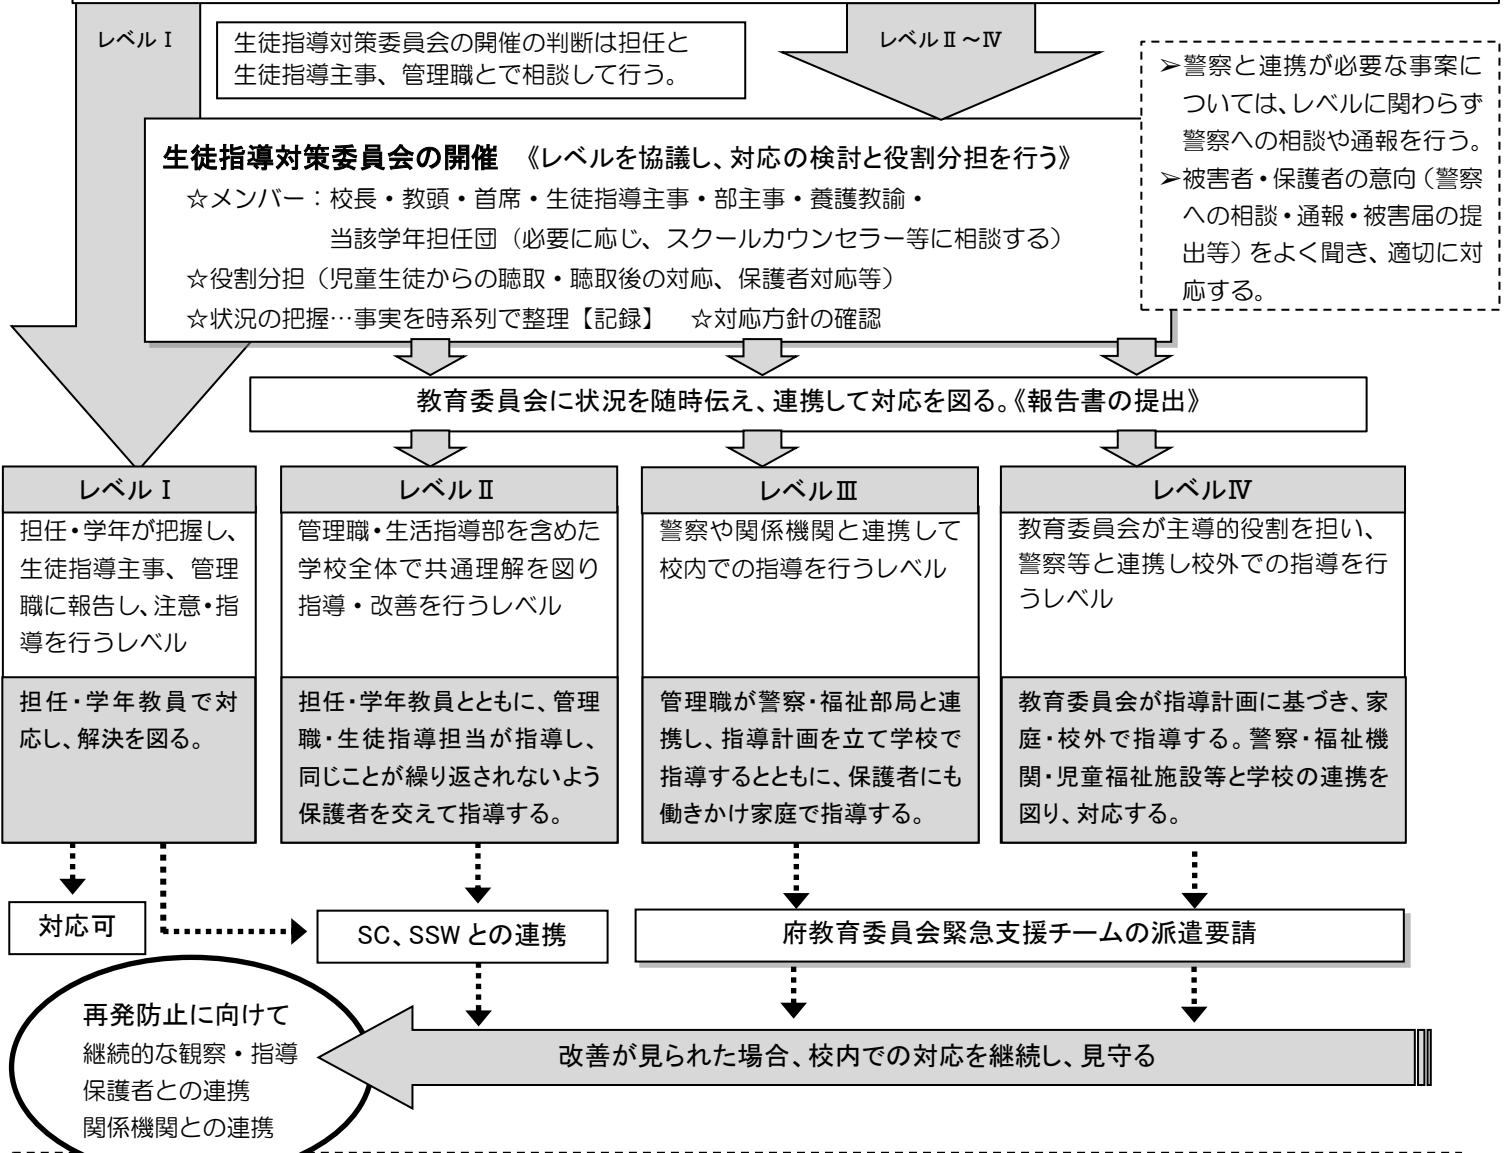 レベルⅠ
生徒指導対策委員会の開催の判断は担任と
生徒指導主事、管理職とで相談して行う。
レベルⅡ～Ⅳ
➢警察と連携が必要な事案に
ついては、レベルに関わらず
警察への相談や通報を行う。
➢被害者・保護者の意向（警察
への相談・通報・被害届の提
出等）をよく聞き、適切に対
応する。
生徒指導対策委員会の開催 《レベルを協議し、対応の検討と役割分担を行う》
☆メンバー：校長・教頭・首席・生徒指導主事・部主事・養護教諭・
当該学年担任団（必要に応じ、スクールカウンセラー等に相談する）
☆役割分担（児童生徒からの聴取・聴取後の対応、保護者対応等）
☆状況の把握…事実を時系列で整理【記録】 ☆対応方針の確認
教育委員会に状況を随時伝え、連携して対応を図る。《報告書の提出》
レベルⅠ
担任・学年が把握し、
生徒指導主事、管理
職に報告し、注意・指
導を行うレベル
担任・学年教員で対
応し、解決を図る。
レベルⅡ
管理職・生活指導部を含めた
学校全体で共通理解を図り
指導・改善を行うレベル
担任・学年教員とともに、管理
職・生徒指導担当が指導し、
同じことが繰り返されないよう
保護者を交えて指導する。
レベルⅢ
警察や関係機関と連携して
校内での指導を行うレベル
管理職が警察・福祉部局と連
携し、指導計画を立て学校で
指導するとともに、保護者にも
働きかけ家庭で指導する。
レベルⅣ
教育委員会が主導的役割を担い、
警察等と連携し校外での指導を行
うレベル
教育委員会が指導計画に基づき、家
庭・校外で指導する。警察・福祉機
関・児童福祉施設等と学校の連携を
図り、対応する。
対応可
SC、SSWとの連携
府教育委員会緊急支援チームの派遣要請
再発防止に向けて
継続的な観察・指導
保護者との連携
関係機関との連携
改善が見られた場合、校内での対応を継続し、見守る